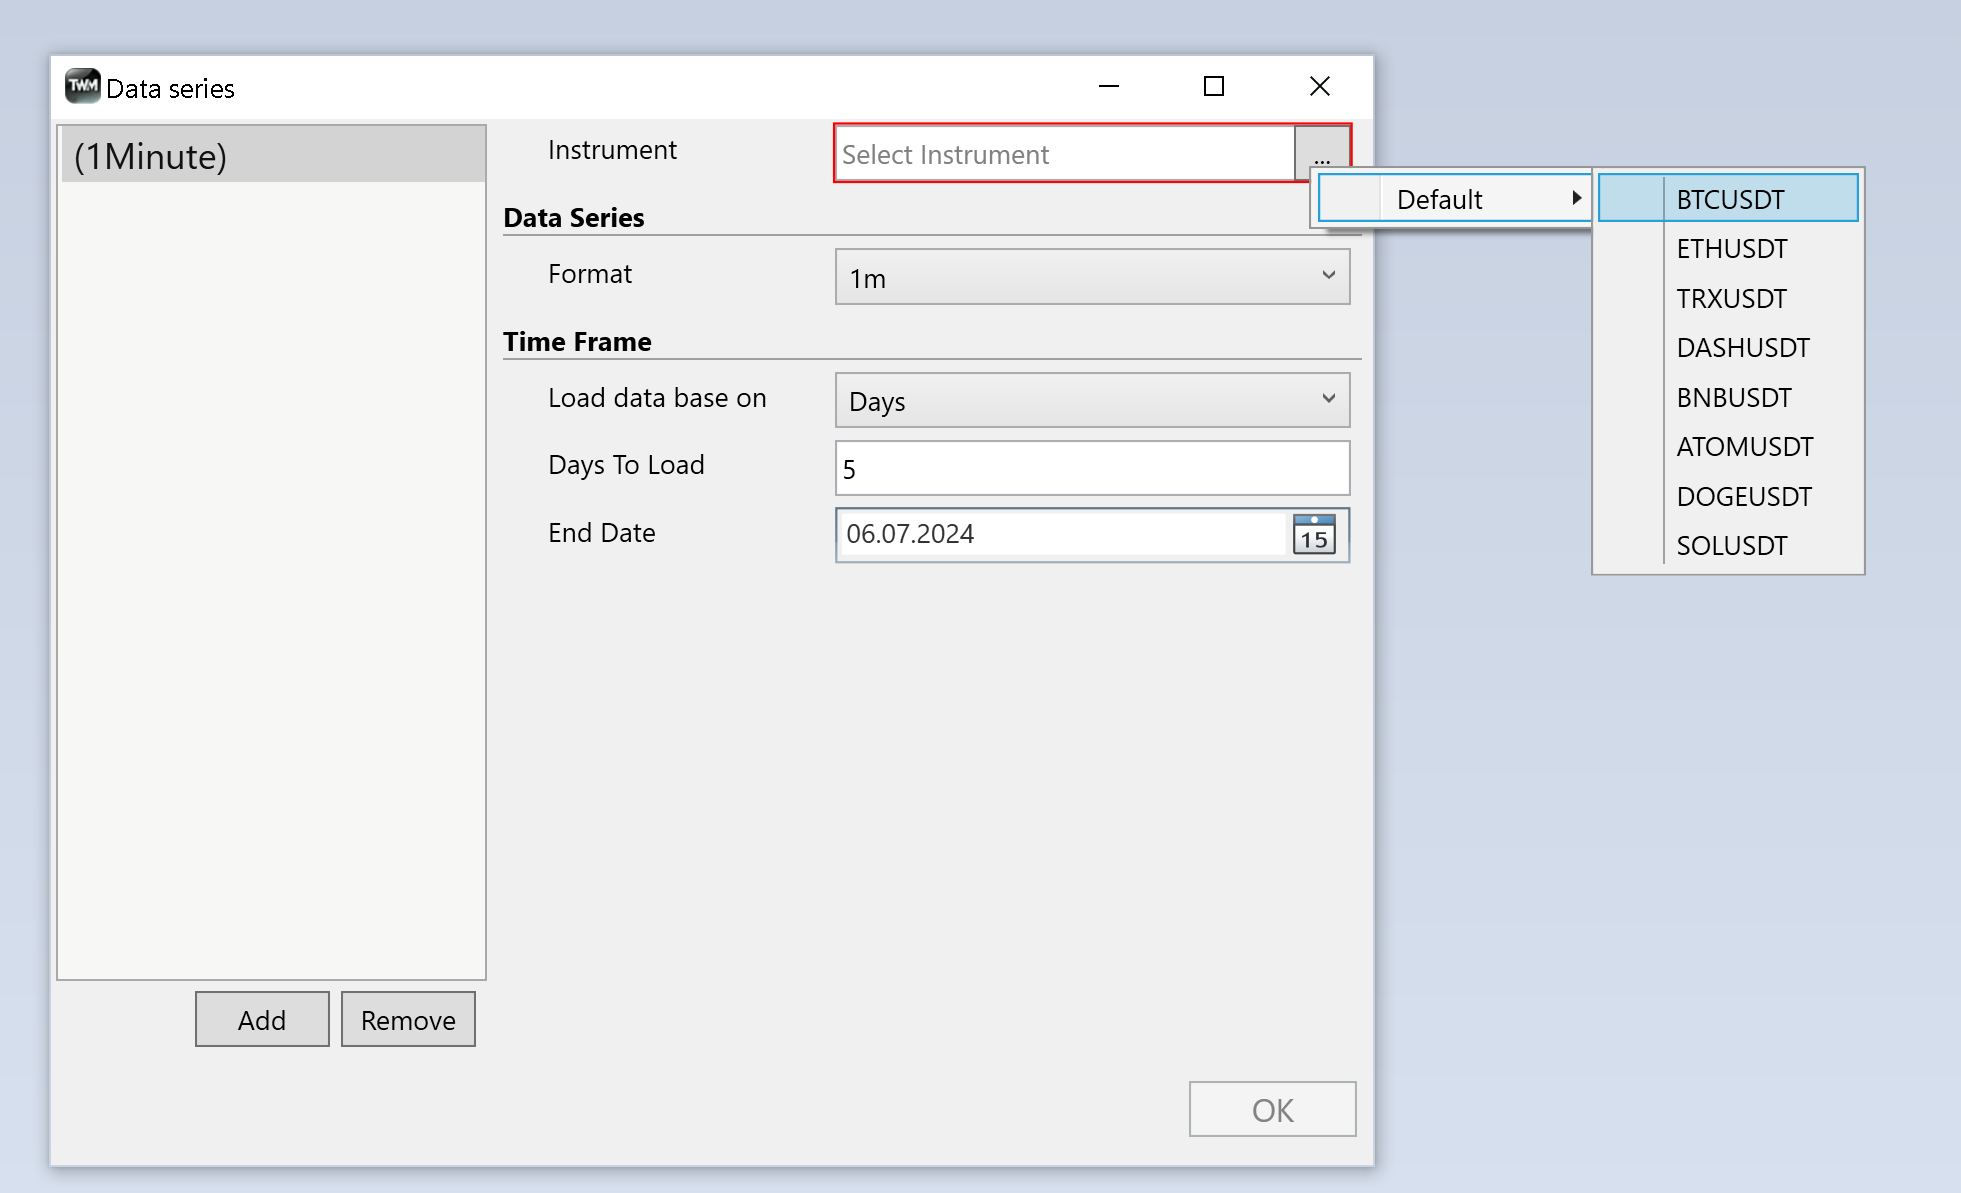 TWM Data series
(1Minute)
Instrument
Select Instrument
...
Default
BTCUSDT
ETHUSDT
TRXUSDT
DASHUSDT
BNBUSDT
ATOMUSDT
DOGEUSDT
SOLUSDT
Data Series
Format
1m
Time Frame
Load data base on
Days
Days To Load
5
End Date
06.07.2024
15
Add
Remove
OK